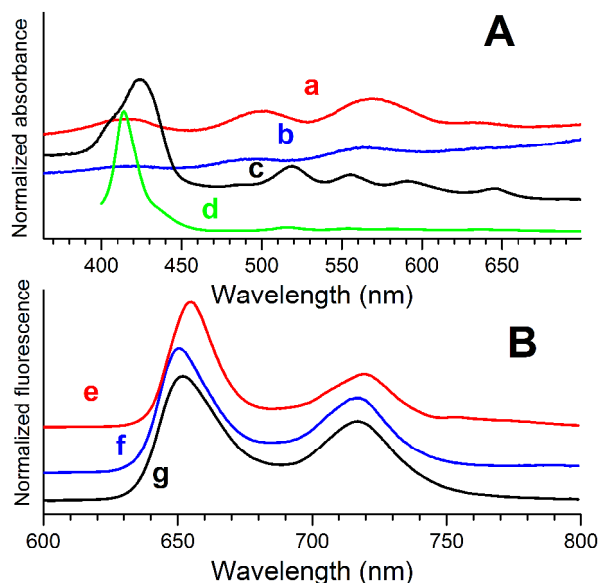 A
Normalized absorbance
a
b
c
d
400 450 500 550 600 650
Wavelength (nm)
B
Normalized fluorescence
e
f
g
600 650 700 750 800
Wavelength (nm)